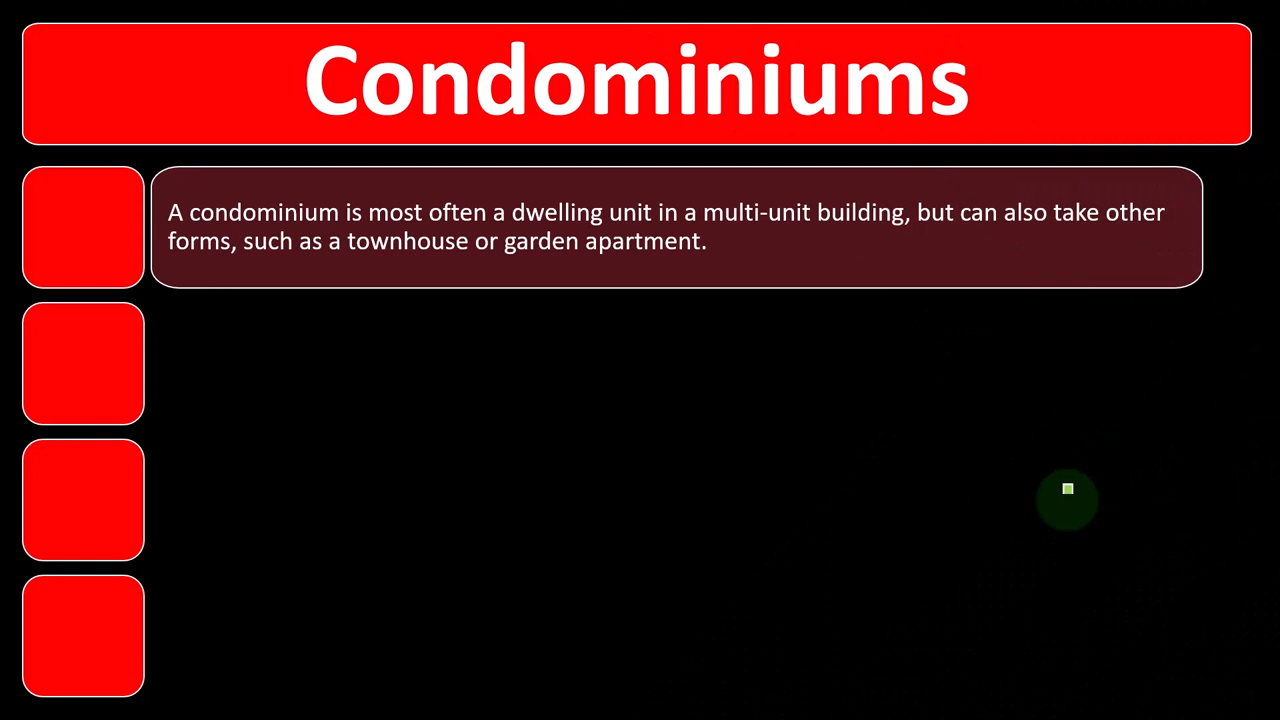 Condominiums
A condominium is most often a dwelling unit in a multi-unit building, but can also take other
forms, such as a townhouse or garden apartment.